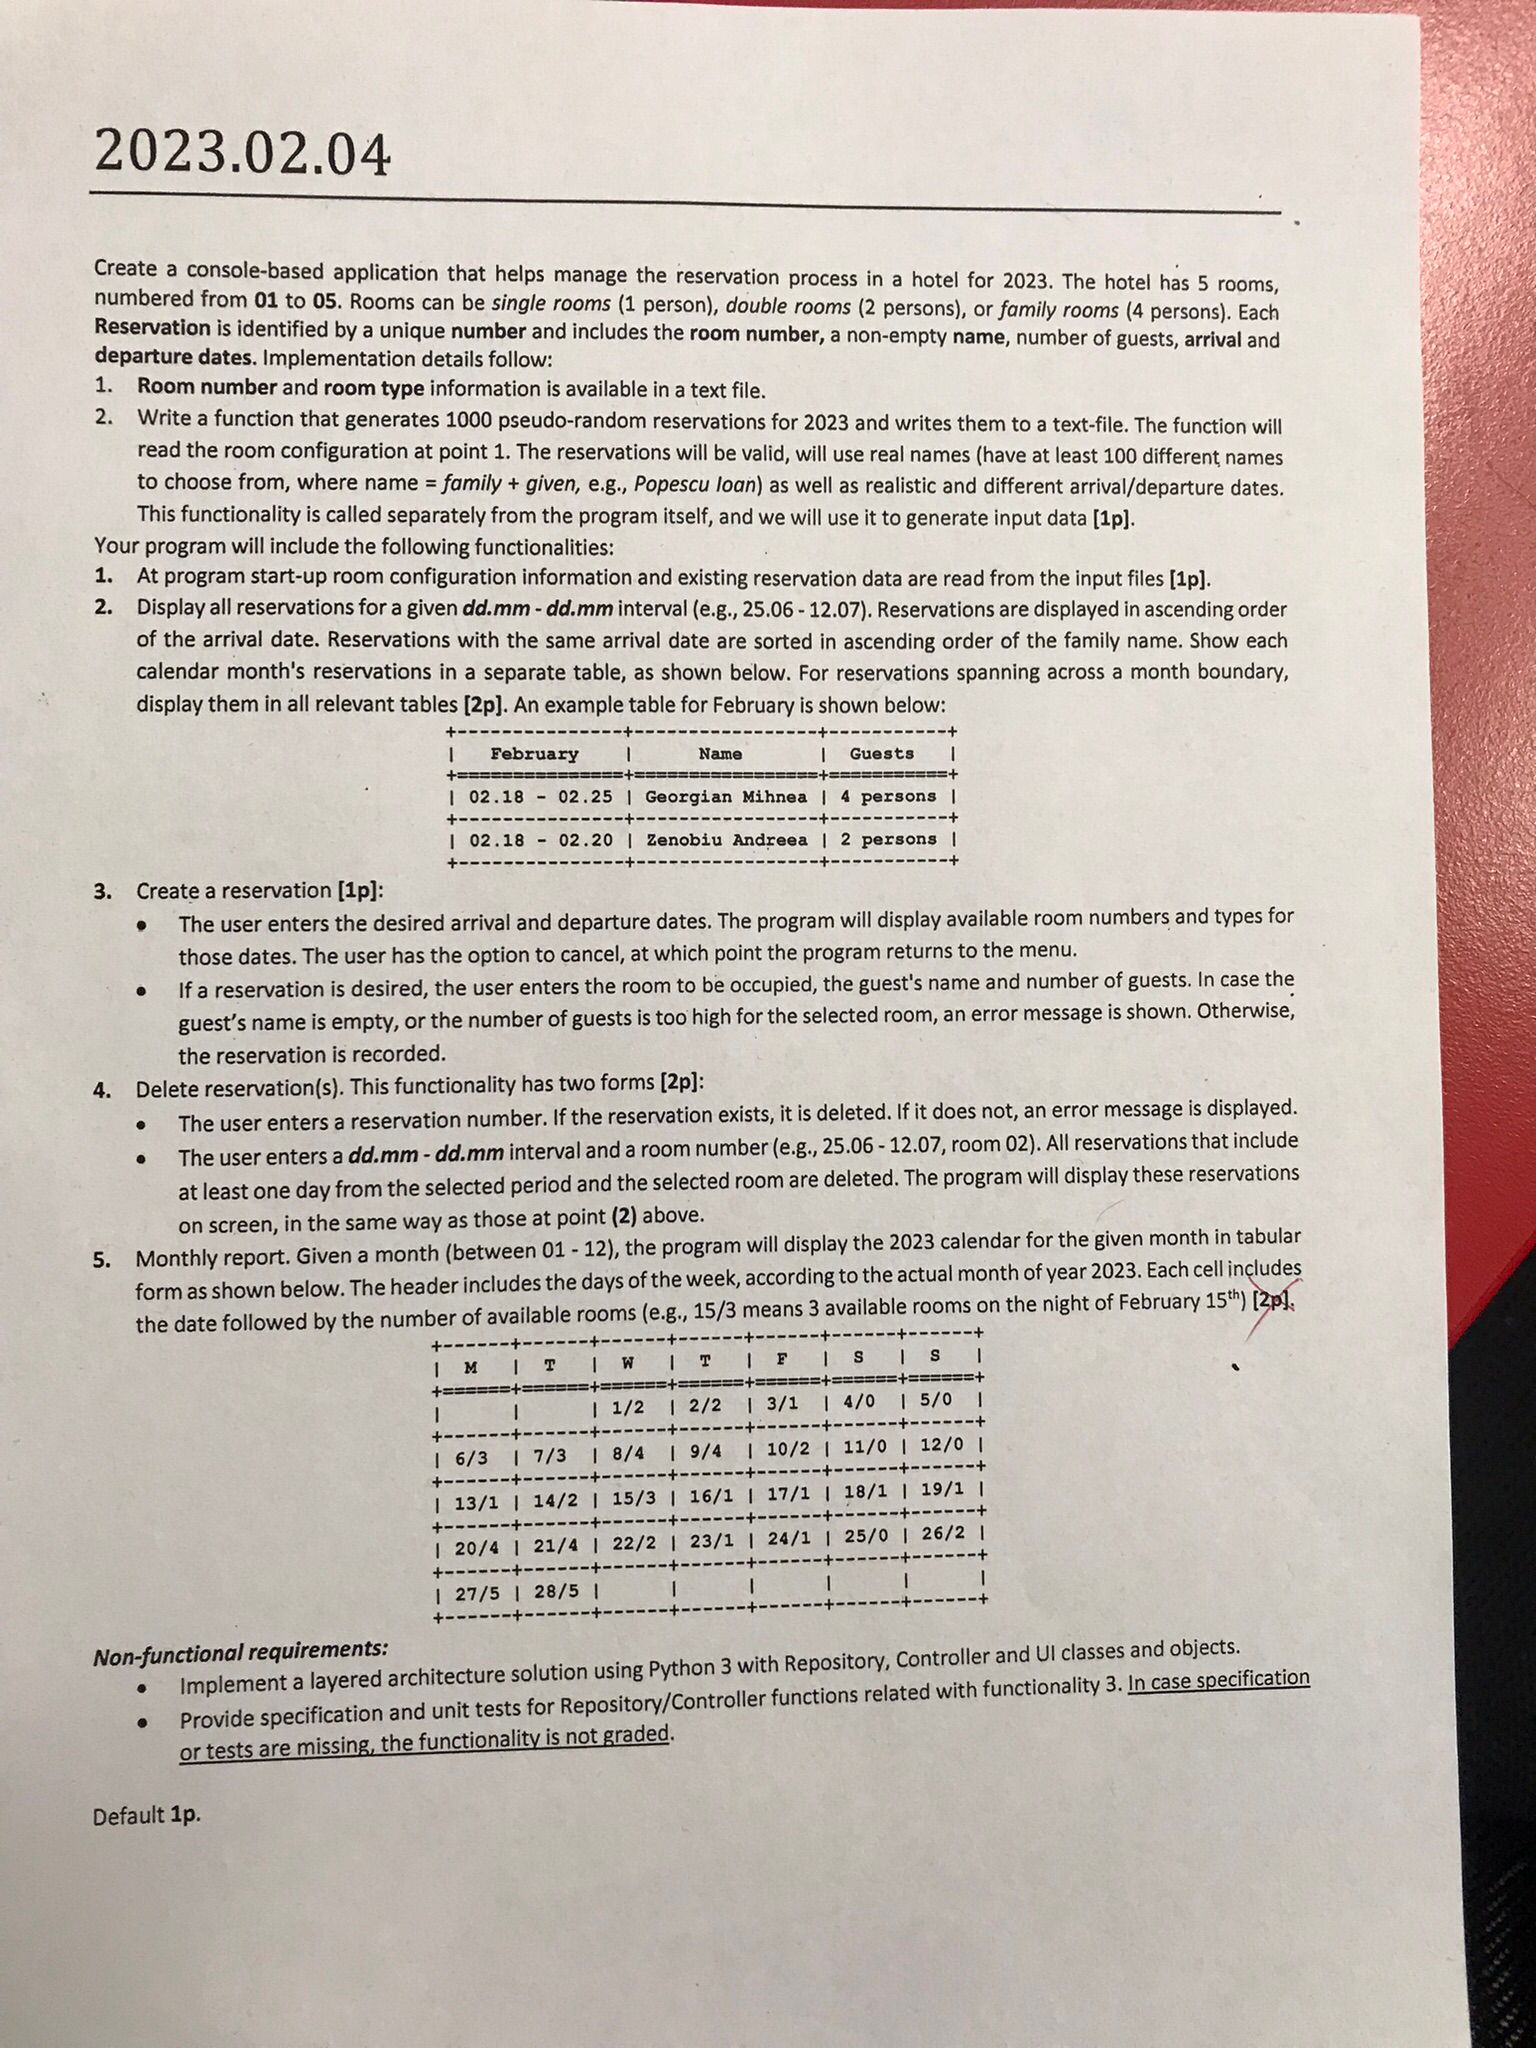 2023.02.04
Create a console-based application that helps manage the reservation process in a hotel for 2023. The hotel has 5 rooms,
numbered from 01 to 05. Rooms can be single rooms (1 person), double rooms (2 persons), or family rooms (4 persons). Each
Reservation is identified by a unique number and includes the room number, a non-empty name, number of guests, arrival and
departure dates. Implementation details follow:
1. Room number and room type information is available in a text file.
2. Write a function that generates 1000 pseudo-random reservations for 2023 and writes them to a text-file. The function will
read the room configuration at point 1. The reservations will be valid, will use real names (have at least 100 different names
to choose from, where name = family + given, e.g., Popescu Ioan) as well as realistic and different arrival/departure dates.
This functionality is called separately from the program itself, and we will use it to generate input data [1p].
Your program will include the following functionalities:
1. At program start-up room configuration information and existing reservation data are read from the input files [1p].
2. Display all reservations for a given dd.mm - dd.mm interval (e.g., 25.06 - 12.07). Reservations are displayed in ascending order
of the arrival date. Reservations with the same arrival date are sorted in ascending order of the family name. Show each
calendar month's reservations in a separate table, as shown below. For reservations spanning across a month boundary,
display them in all relevant tables [2p]. An example table for February is shown below:
+---------------+------------------+-----------+
| February | Name | Guests |
+===============+==================+===========+
| 02.18 - 02.25 | Georgian Mihnea | 4 persons |
+---------------+------------------+-----------+
| 02.18 - 02.20 | Zenobiu Andreea | 2 persons |
+---------------+------------------+-----------+
3. Create a reservation [1p]:
• The user enters the desired arrival and departure dates. The program will display available room numbers and types for
those dates. The user has the option to cancel, at which point the program returns to the menu.
• If a reservation is desired, the user enters the room to be occupied, the guest's name and number of guests. In case the
guest's name is empty, or the number of guests is too high for the selected room, an error message is shown. Otherwise,
the reservation is recorded.
4. Delete reservation(s). This functionality has two forms [2p]:
• The user enters a reservation number. If the reservation exists, it is deleted. If it does not, an error message is displayed.
• The user enters a dd.mm - dd.mm interval and a room number (e.g., 25.06 - 12.07, room 02). All reservations that include
at least one day from the selected period and the selected room are deleted. The program will display these reservations
on screen, in the same way as those at point (2) above.
5. Monthly report. Given a month (between 01 - 12), the program will display the 2023 calendar for the given month in tabular
form as shown below. The header includes the days of the week, according to the actual month of year 2023. Each cell includes
the date followed by the number of available rooms (e.g., 15/3 means 3 available rooms on the night of February 15th) [2p].
+------+------+------+------+------+------+------+
| M | T | W | T | F | S | S |
+======+======+======+======+======+======+======+
| | | 1/2 | 2/2 | 3/1 | 4/0 | 5/0 |
+------+------+------+------+------+------+------+
| 6/3 | 7/3 | 8/4 | 9/4 | 10/2 | 11/0 | 12/0 |
+------+------+------+------+------+------+------+
| 13/1 | 14/2 | 15/3 | 16/1 | 17/1 | 18/1 | 19/1 |
+------+------+------+------+------+------+------+
| 20/4 | 21/4 | 22/2 | 23/1 | 24/1 | 25/0 | 26/2 |
+------+------+------+------+------+------+------+
| 27/5 | 28/5 | | | | | |
+------+------+------+------+------+------+------+
Non-functional requirements:
• Implement a layered architecture solution using Python 3 with Repository, Controller and UI classes and objects.
• Provide specification and unit tests for Repository/Controller functions related with functionality 3. In case specification
or tests are missing, the functionality is not graded.
Default 1p.